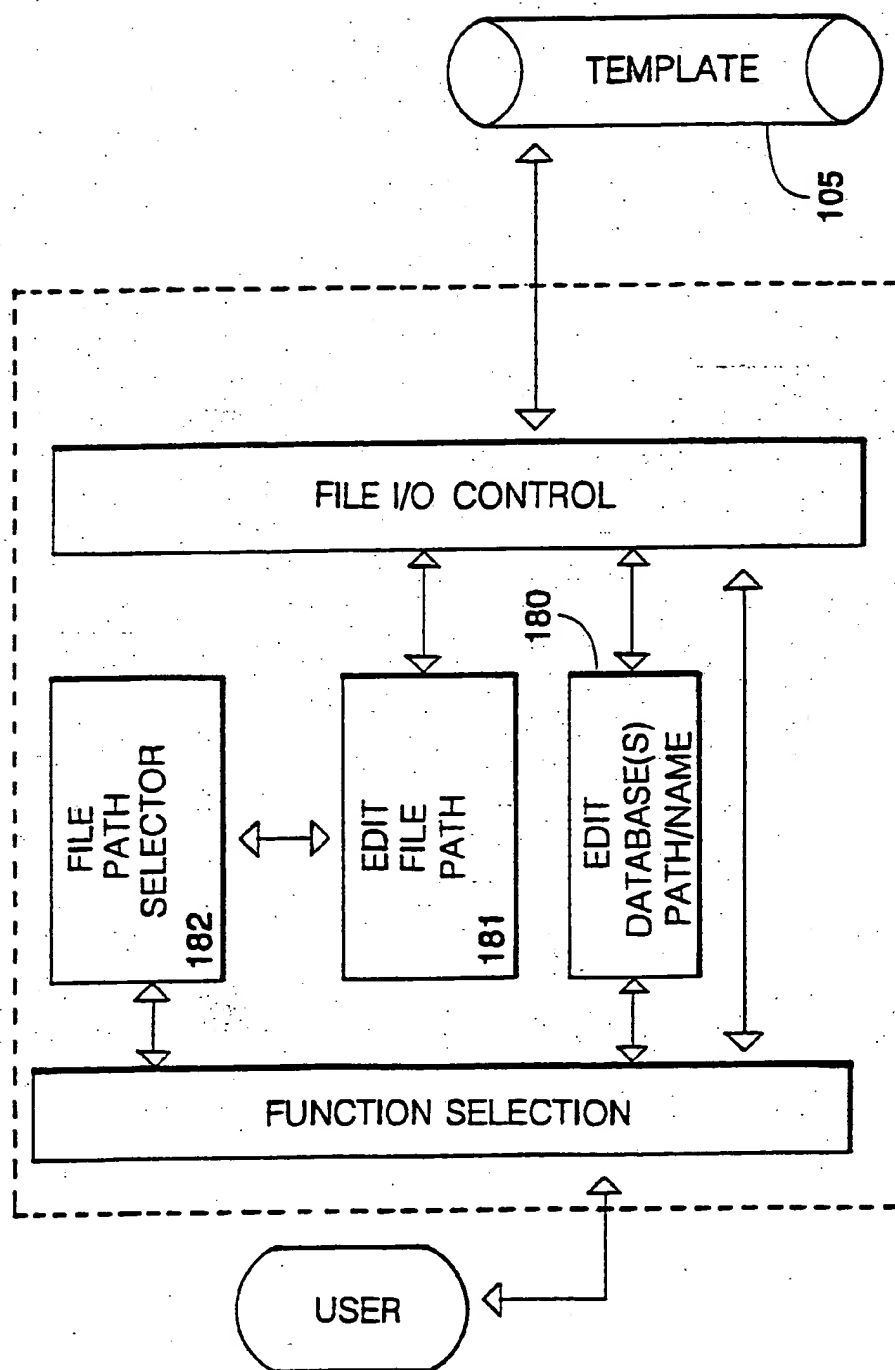 USER
FUNCTION SELECTION
FILE
PATH
SELECTOR
182
EDIT
FILE
PATH
181
EDIT
DATABASE(S)
PATH/NAME
180
FILE I/O CONTROL
TEMPLATE
105